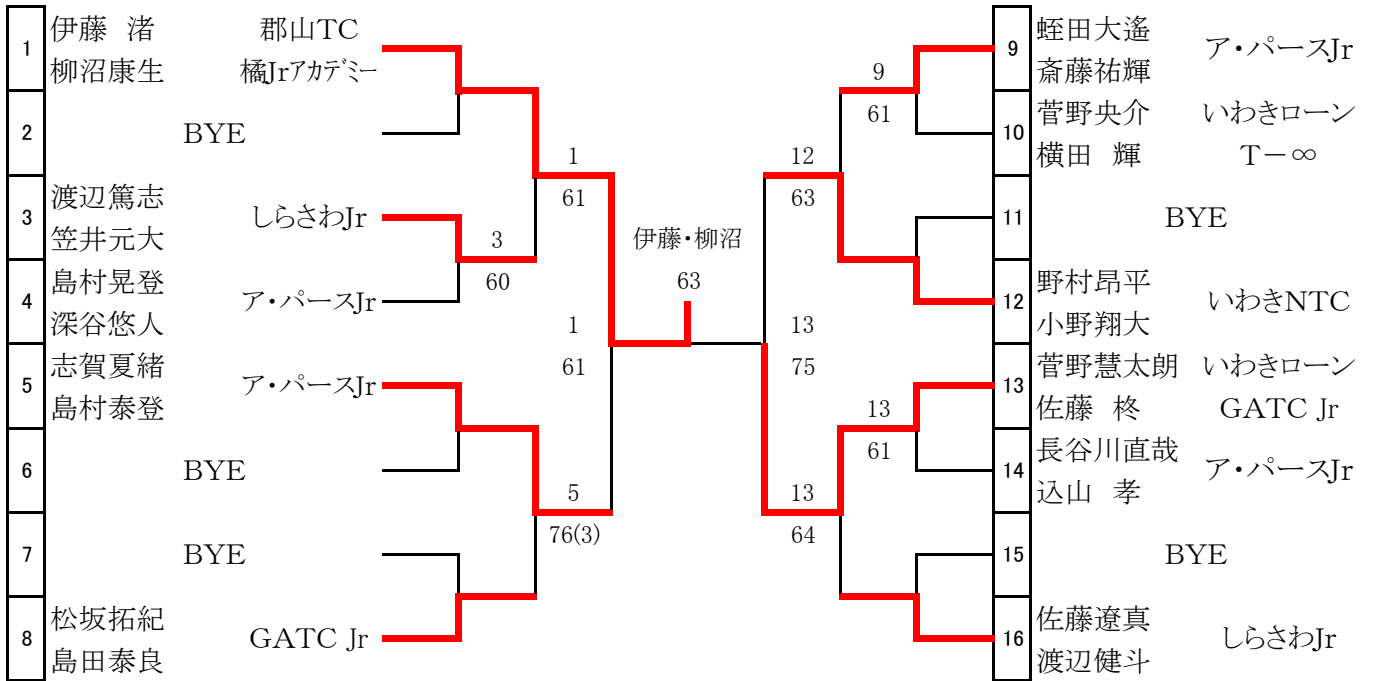 1
伊藤 渚 郡山TC
柳沼康生 橘Jrアカデミー
2
BYE
3
渡辺篤志
笠井元大
しらさわJr
4
島村晃登
深谷悠人
ア・パースJr
5
志賀夏緒
島村泰登
ア・パースJr
6
BYE
7
BYE
8
松坂拓紀
島田泰良
GATC Jr
3
60
1
61
5
76(3)
1
61
伊藤・柳沼
63
13
75
12
63
13
64
9
61
13
61
9
蛭田大遙
斎藤祐輝
ア・パースJr
10
菅野央介 いわきローン
横田 輝 T−∞
11
BYE
12
野村昂平
小野翔大
いわきNTC
13
菅野慧太朗 いわきローン
佐藤 柊 GATC Jr
14
長谷川直哉
込山 孝
ア・パースJr
15
BYE
16
佐藤遼真
渡辺健斗
しらさわJr